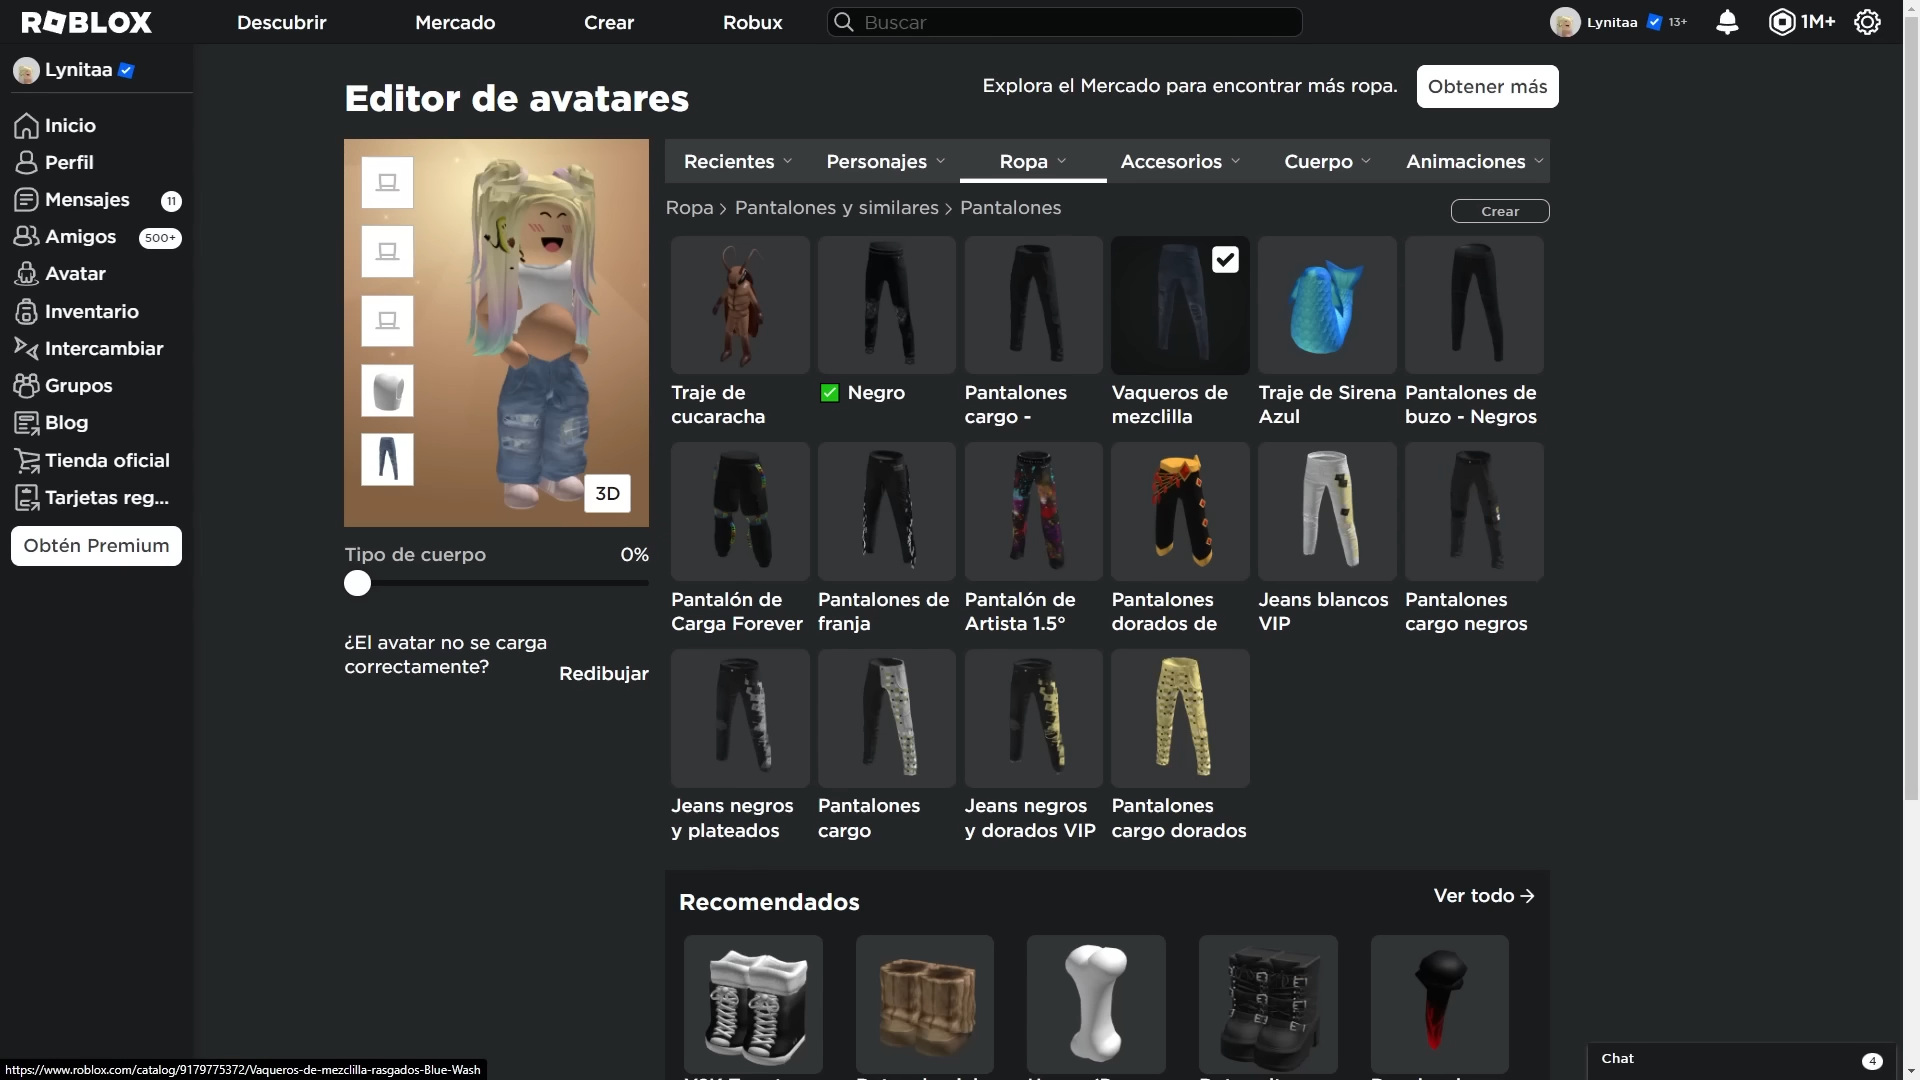 ROBLOX
Descubrir
Mercado
Crear
Robux
Buscar
Lynitaa
13+
1M+
Lynitaa
Inicio
Perfil
Mensajes
11
Amigos
500+
Avatar
Inventario
Intercambiar
Grupos
Blog
Tienda oficial
Tarjetas reg...
Obtén Premium
Editor de avatares
Explora el Mercado para encontrar más ropa.
Obtener más
3D
Tipo de cuerpo
0%
¿El avatar no se carga
correctamente?
Redibujar
Recientes
Personajes
Ropa
Accesorios
Cuerpo
Animaciones
Ropa > Pantalones y similares > Pantalones
Crear
Traje de
cucaracha
Negro
Pantalones
cargo -
Vaqueros de
mezclilla
Traje de Sirena
Azul
Pantalones de
buzo - Negros
Pantalón de
Carga Forever
Pantalones de
franja
Pantalón de
Artista 1.5°
Pantalones
dorados de
Jeans blancos
VIP
Pantalones
cargo negros
Jeans negros
y plateados
Pantalones
cargo
Jeans negros
y dorados VIP
Pantalones
cargo dorados
Recomendados
Ver todo →
Chat
4
https://www.roblox.com/catalog/9179775372/Vaqueros-de-mezclilla-rasgados-Blue-Wash